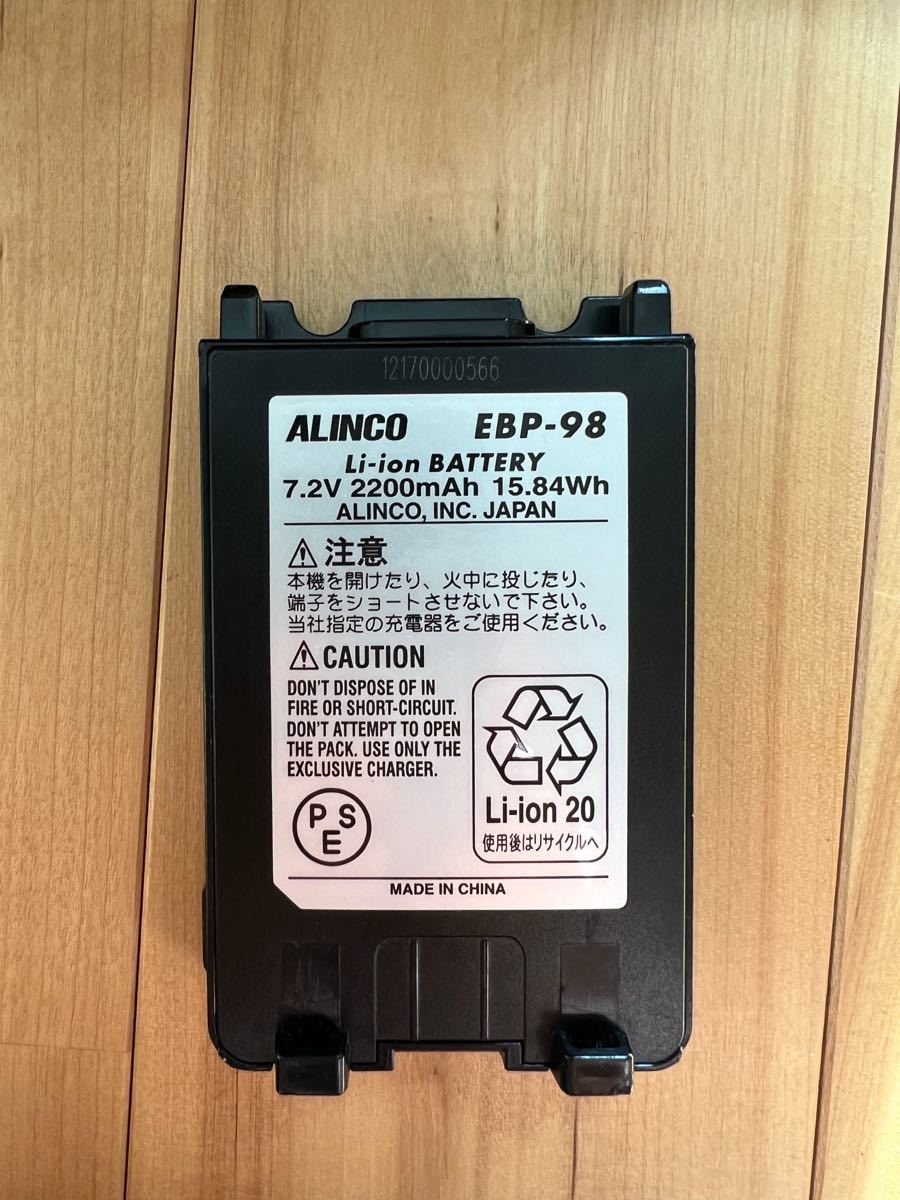 12170000566
ALINCO EBP-98
Li-ion BATTERY
7.2V 2200mAh 15.84Wh
ALINCO, INC. JAPAN
⚠注意
本機を開けたり、火中に投じたり、
端子をショートさせないで下さい。
当社指定の充電器をご使用ください。
⚠CAUTION
DON'T DISPOSE OF IN
FIRE OR SHORT-CIRCUIT.
DON'T ATTEMPT TO OPEN
THE PACK. USE ONLY THE
EXCLUSIVE CHARGER.
PSE
Li-ion 20
使用後はリサイクルへ
MADE IN CHINA